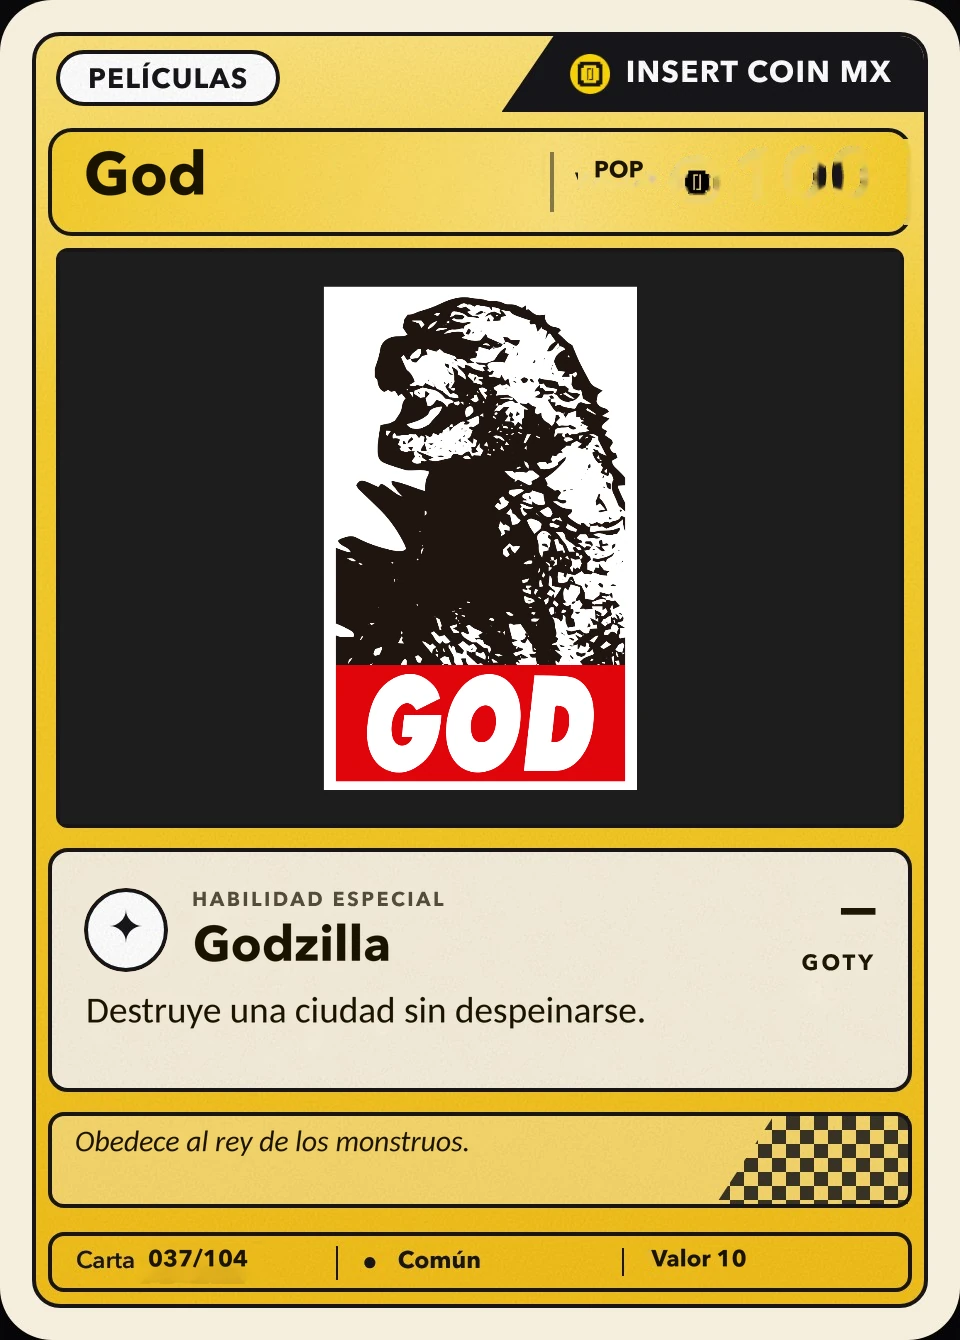 PELÍCULAS
INSERT COIN MX
God
POP
GOD
HABILIDAD ESPECIAL
Godzilla
GOTY
Destruye una ciudad sin despeinarse.
Obedece al rey de los monstruos.
Carta 037/104
Común
Valor 10